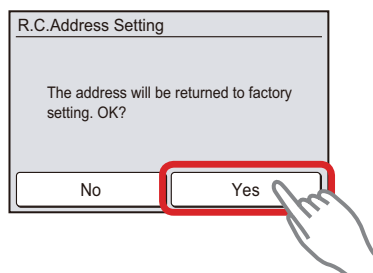 R.C.Address Setting
The address will be returned to factory
setting. OK?
No
Yes